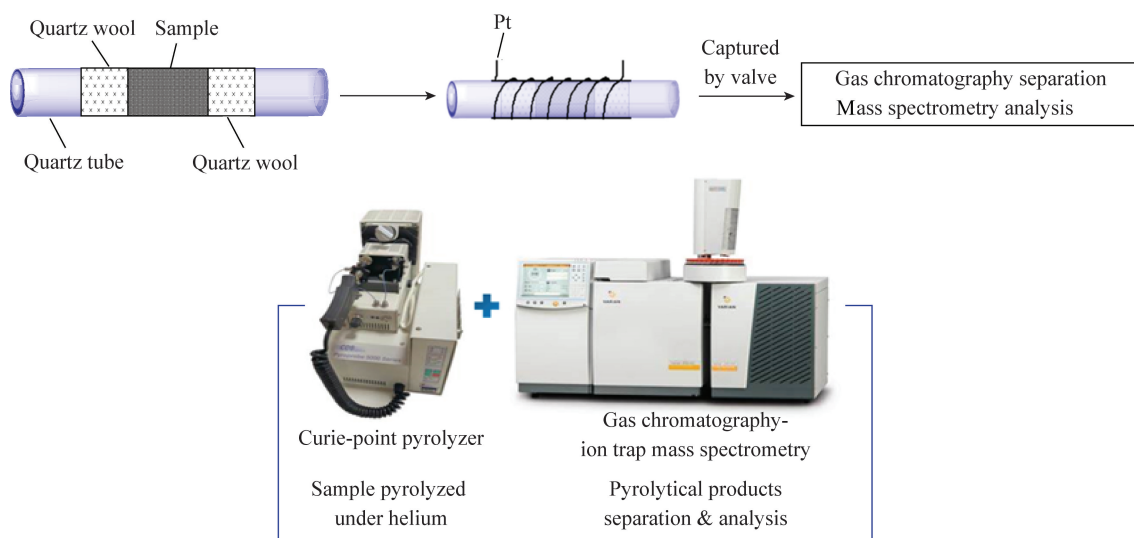 Quartz wool
Sample
Quartz tube
Quartz wool
Pt
Captured
by valve
Gas chromatography separation
Mass spectrometry analysis
Curie-point pyrolyzer
Sample pyrolyzed
under helium
Gas chromatography-
ion trap mass spectrometry
Pyrolytical products
separation & analysis